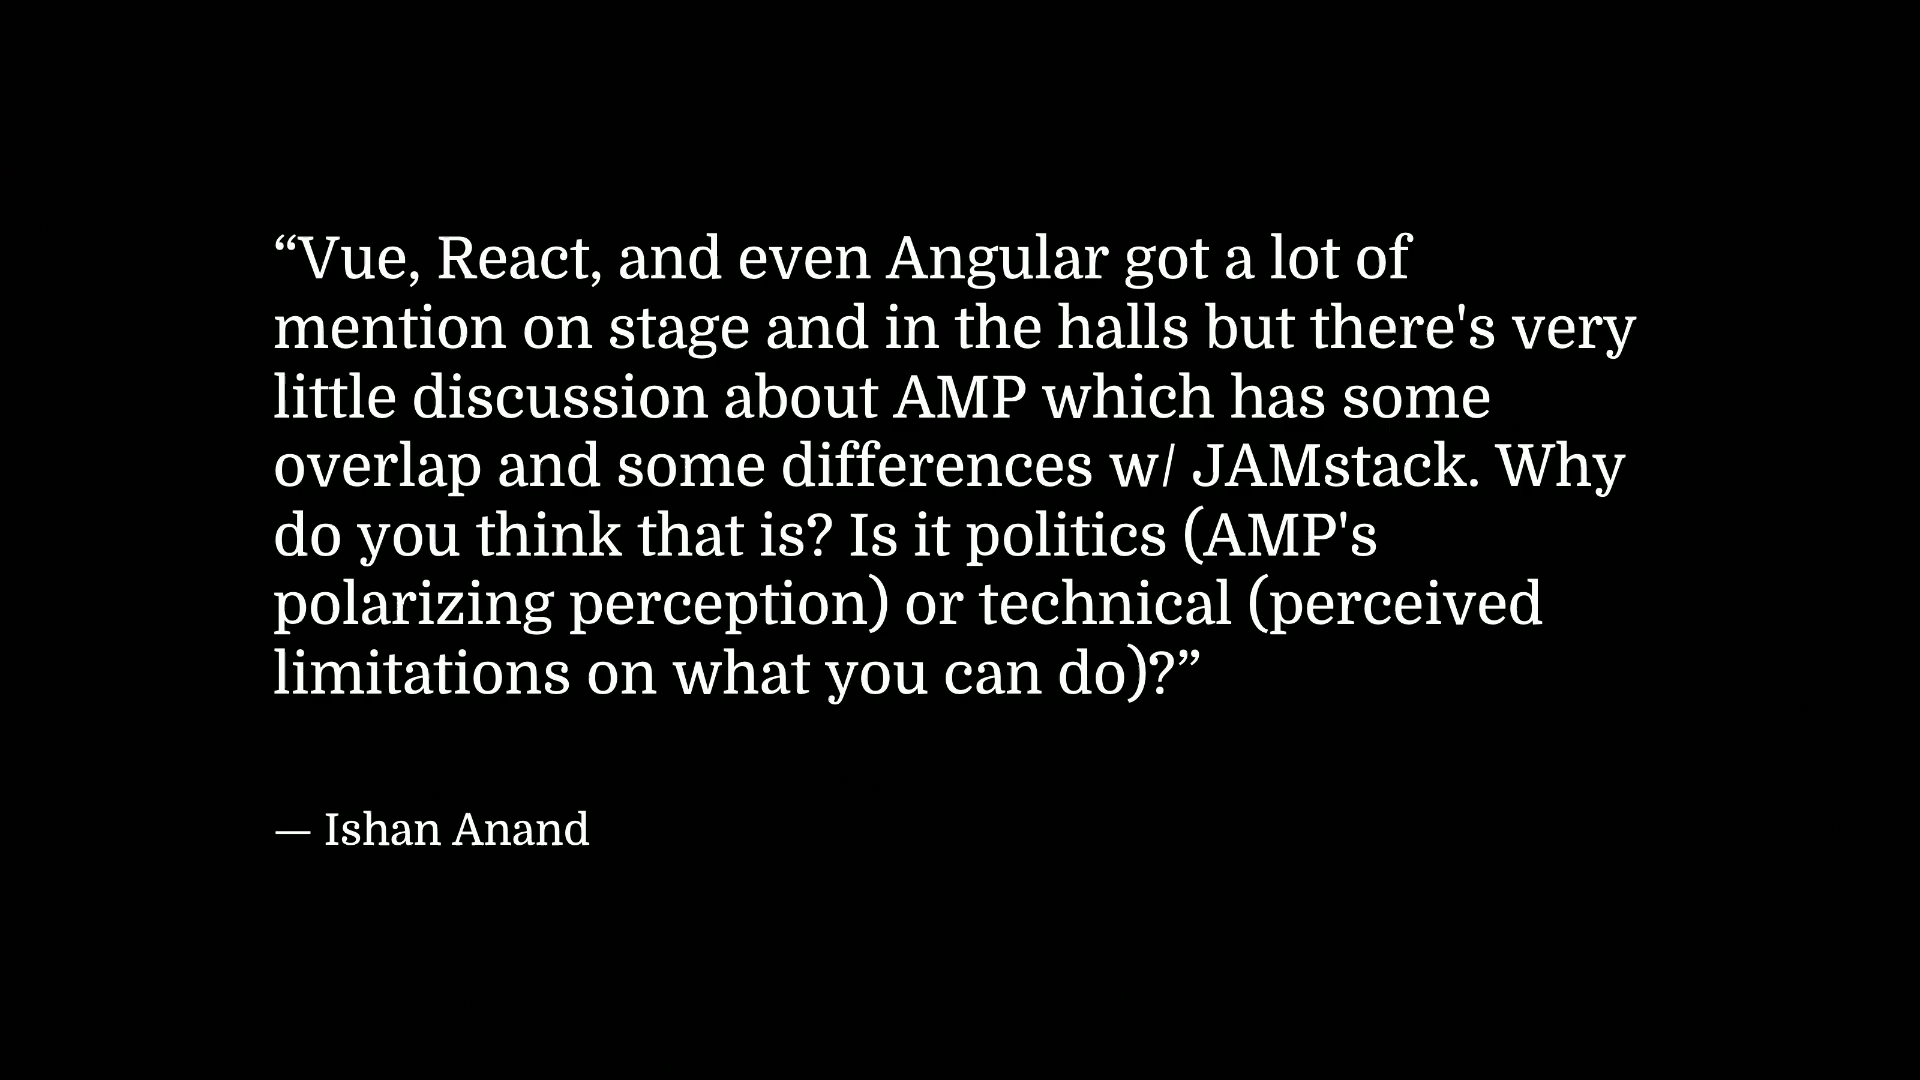 “Vue, React, and even Angular got a lot of
mention on stage and in the halls but there's very
little discussion about AMP which has some
overlap and some differences w/ JAMstack. Why
do you think that is? Is it politics (AMP's
polarizing perception) or technical (perceived
limitations on what you can do)?”
— Ishan Anand